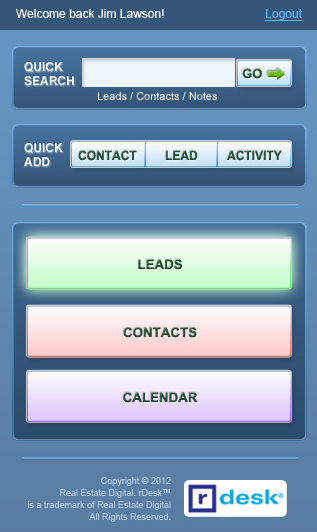 Welcome back Jim Lawson! Logout
QUICK SEARCH GO
Leads / Contacts / Notes
QUICK ADD CONTACT LEAD ACTIVITY
LEADS
CONTACTS
CALENDAR
Copyright © 2012
Real Estate Digital. rDesk™
is a trademark of Real Estate Digital
All Rights Reserved.
rdesk®